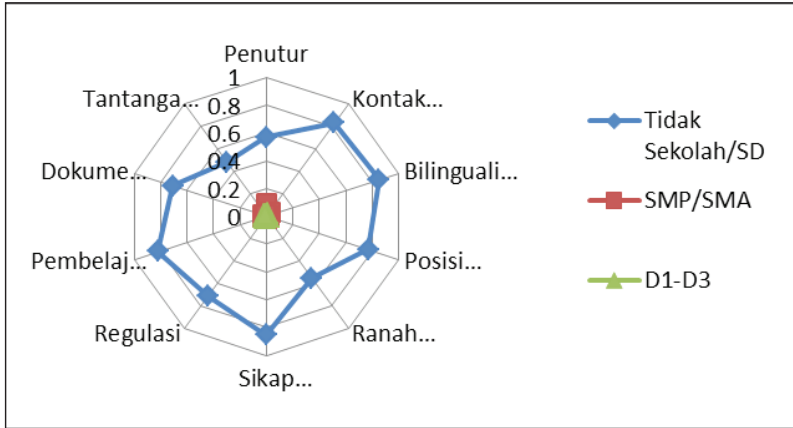 Penutur
Kontak...
Bilinguali...
Posisi...
Ranah...
Sikap...
Regulasi
Pembelaj...
Dokume...
Tantanga...
1
0.8
0.6
0.4
0.2
0
Tidak
Sekolah/SD
SMP/SMA
D1-D3